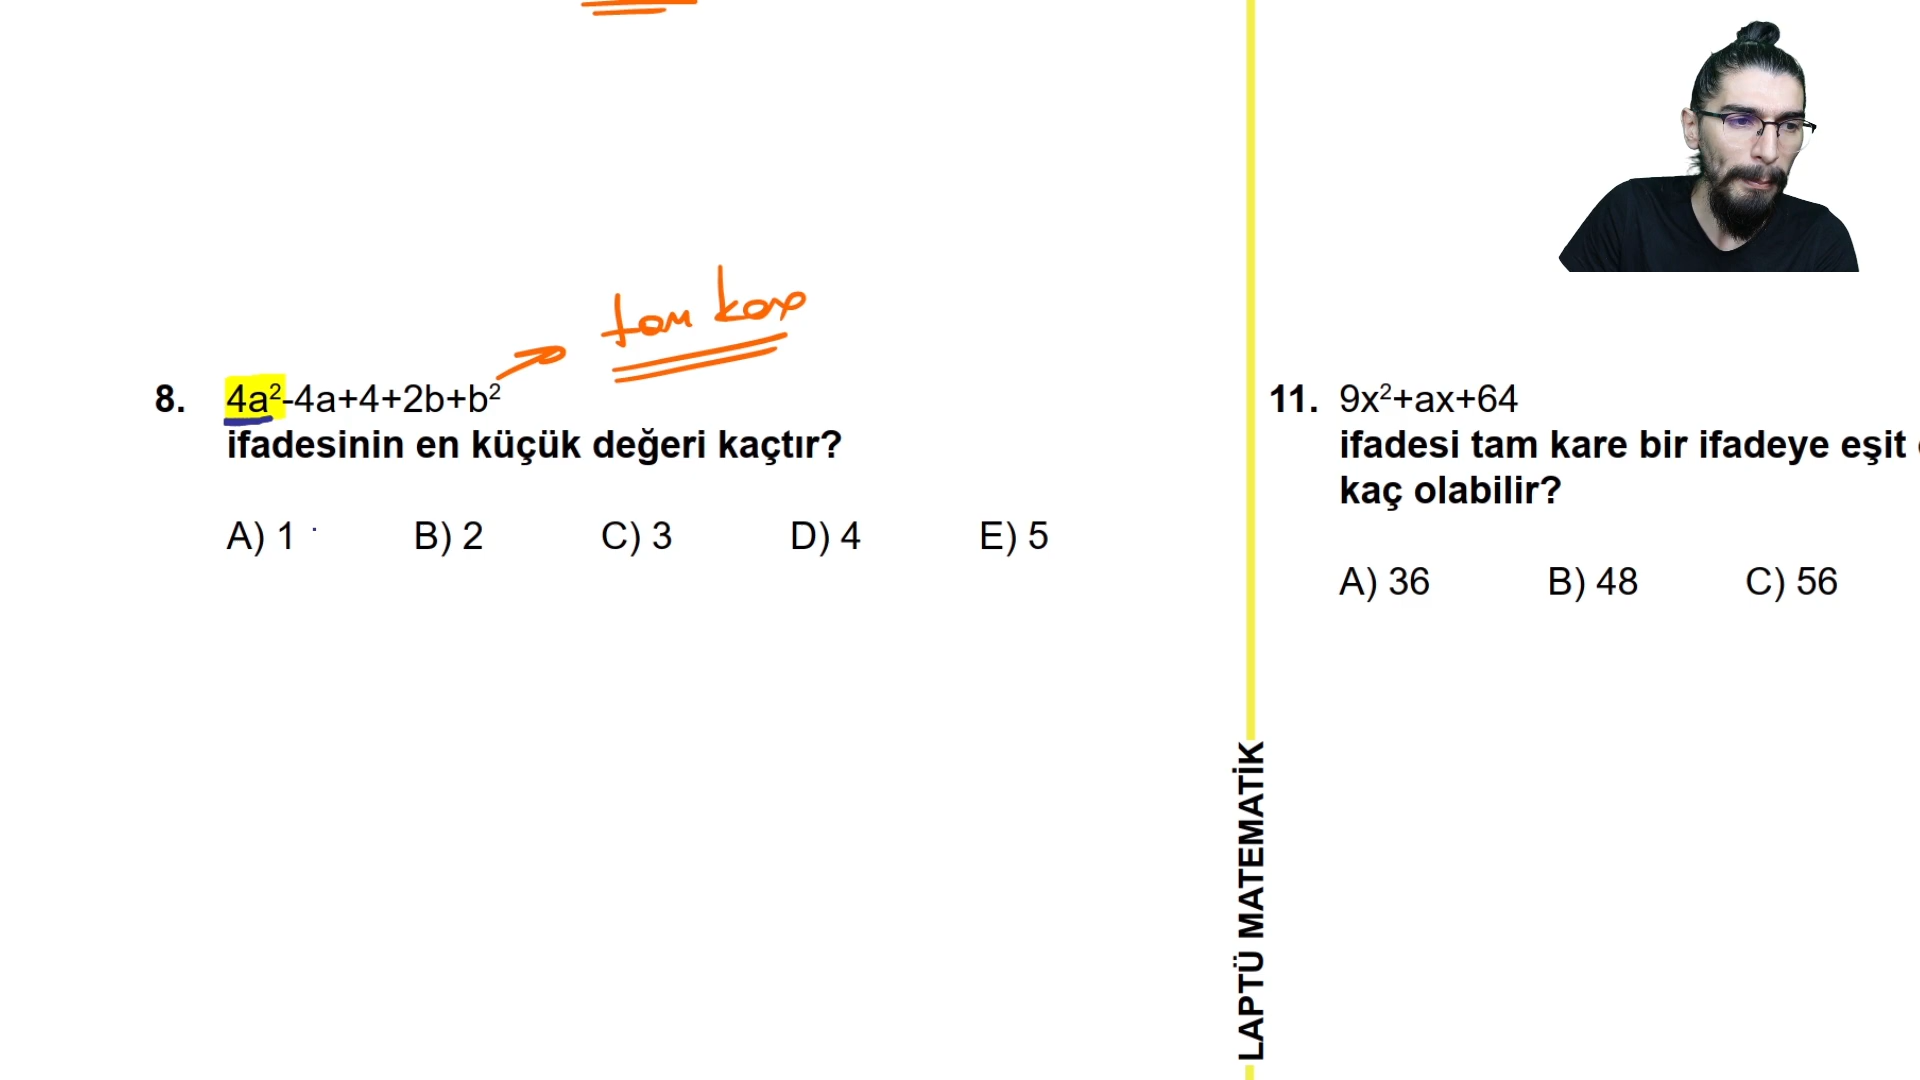 tam kare
8. 4a²-4a+4+2b+b²
ifadesinin en küçük değeri kaçtır?
A) 1 B) 2 C) 3 D) 4 E) 5
11. 9x²+ax+64
ifadesi tam kare bir ifadeye eşit
kaç olabilir?
A) 36 B) 48 C) 56
LAPTÜ MATEMATİK